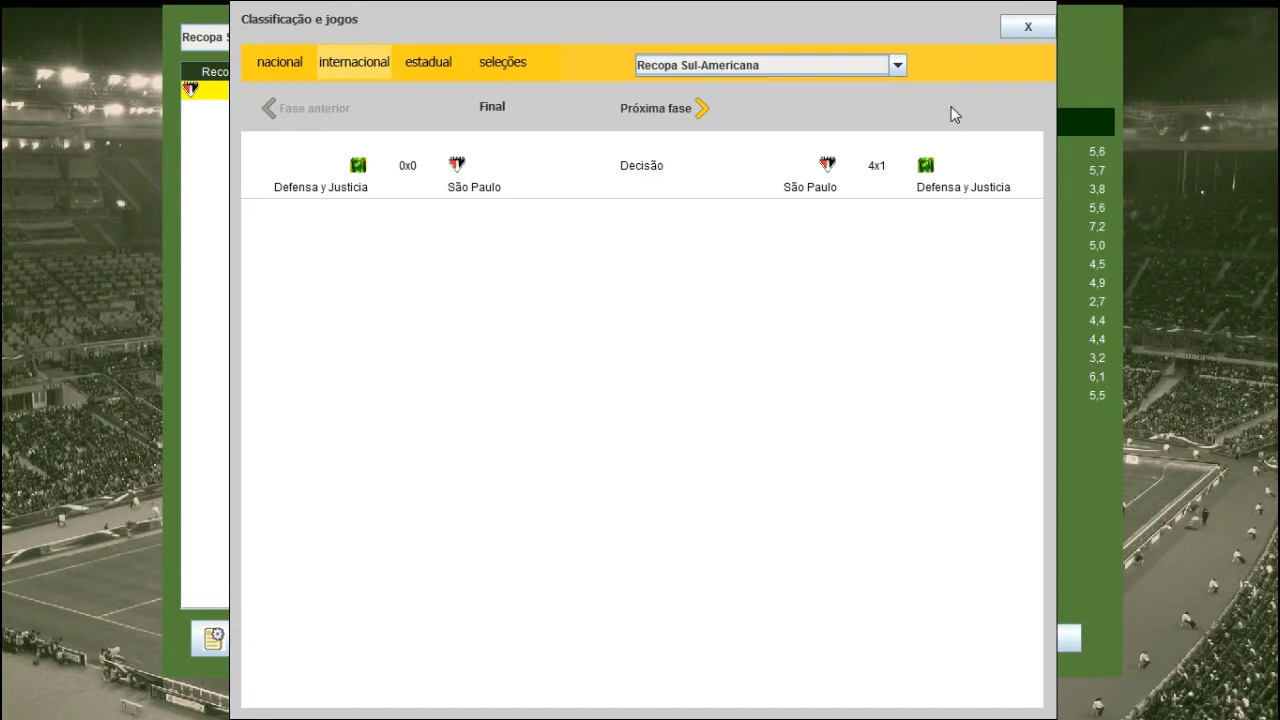 Classificação e jogos
X
Recopa S
nacional internacional estadual seleções Recopa Sul-Americana
Reco
Fase anterior Final Próxima fase
0x0 Decisão 4x1
Defensa y Justicia São Paulo São Paulo Defensa y Justicia
5,6
5,7
3,8
5,6
7,2
5,0
4,5
4,9
2,7
4,4
4,4
3,2
6,1
5,5